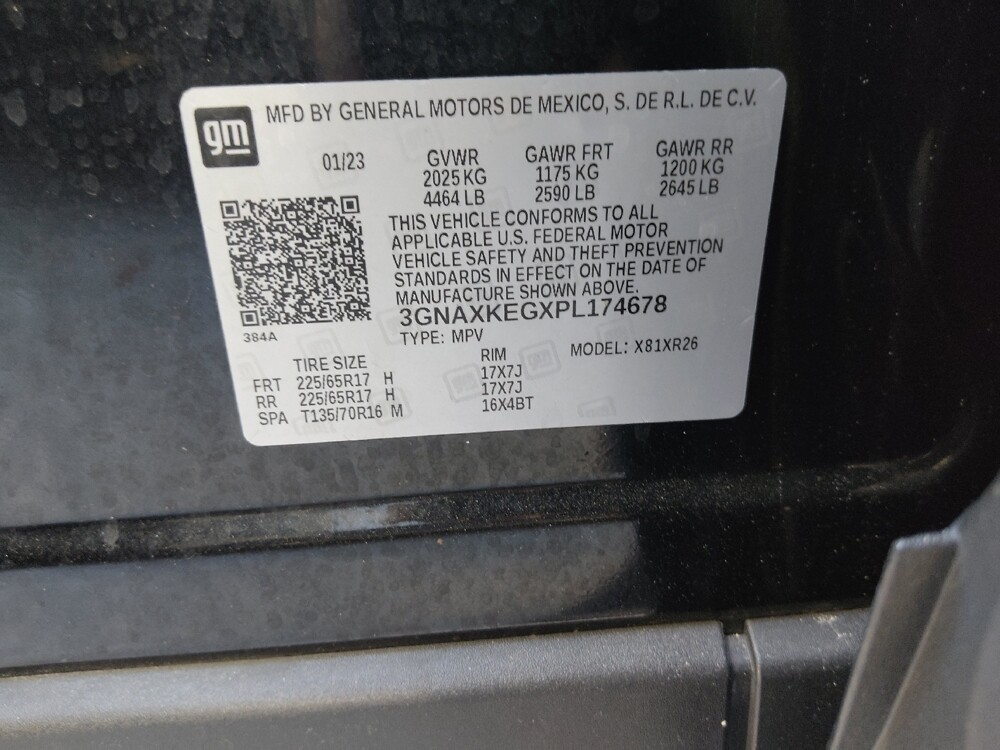 gm
MFD BY GENERAL MOTORS DE MEXICO, S. DE R.L. DE C.V.
01/23 GVWR GAWR FRT GAWR RR
2025 KG 1175 KG 1200 KG
4464 LB 2590 LB 2645 LB
THIS VEHICLE CONFORMS TO ALL
APPLICABLE U.S. FEDERAL MOTOR
VEHICLE SAFETY AND THEFT PREVENTION
STANDARDS IN EFFECT ON THE DATE OF
MANUFACTURE SHOWN ABOVE.
3GNAXKEGXPL174678
384A
TYPE: MPV
MODEL: X81XR26
TIRE SIZE RIM
FRT 225/65R17 H 17X7J
RR 225/65R17 H 17X7J
SPA T135/70R16 M 16X4BT